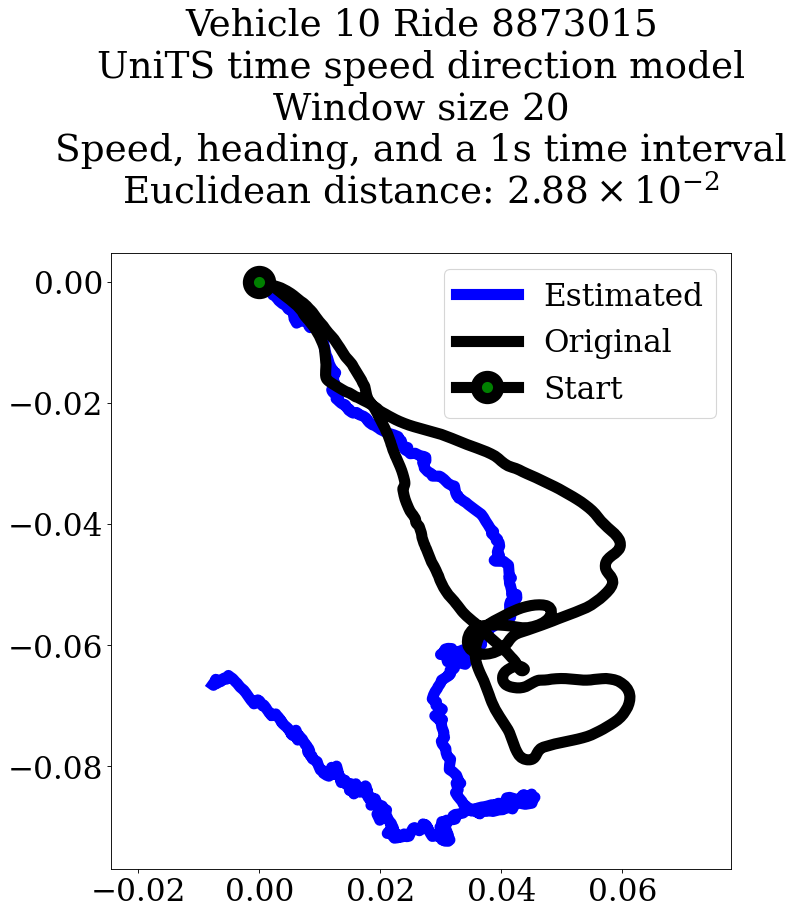 Vehicle 10 Ride 8873015
UniTS time speed direction model
Window size 20
Speed, heading, and a 1s time interval
Euclidean distance: 2.88 × 10⁻²
Estimated
Original
Start
0.00
−0.02
−0.04
−0.06
−0.08
−0.02 0.00 0.02 0.04 0.06